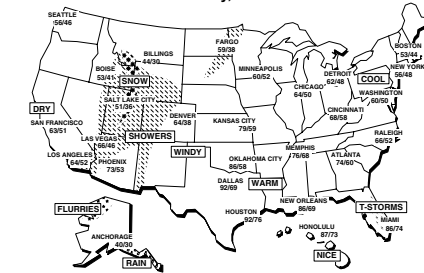 SEATTLE
56/46
BILLINGS
44/30
BOISE
53/41
SNOW
SALT LAKE CITY
51/36
DRY
SAN FRANCISCO
63/51
LAS VEGAS
66/46
SHOWERS
LOS ANGELES
64/52
PHOENIX
73/53
DENVER
64/38
WINDY
FARGO
59/38
MINNEAPOLIS
60/52
CHICAGO
64/50
DETROIT
62/48
COOL
BOSTON
53/44
NEW YORK
56/48
WASHINGTON
60/50
CINCINNATI
68/58
KANSAS CITY
79/59
RALEIGH
66/52
MEMPHIS
76/68
ATLANTA
74/60
OKLAHOMA CITY
86/58
DALLAS
92/69
WARM
NEW ORLEANS
86/69
HOUSTON
92/76
T-STORMS
MIAMI
86/74
FLURRIES
ANCHORAGE
40/30
RAIN
HONOLULU
87/73
NICE